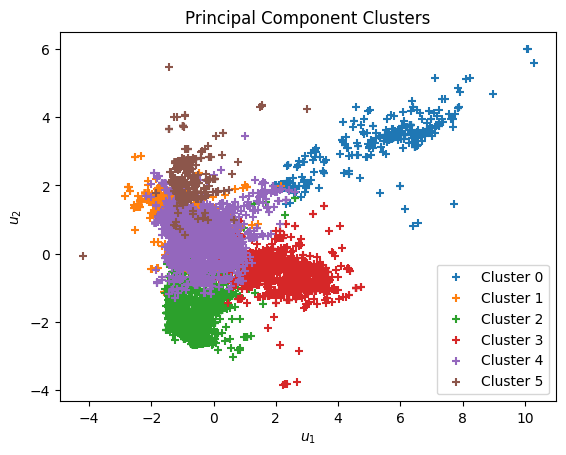 Principal Component Clusters
6
4
2
0
−2
−4
u₂
−4
−2
0
2
4
6
8
10
u₁
Cluster 0
Cluster 1
Cluster 2
Cluster 3
Cluster 4
Cluster 5